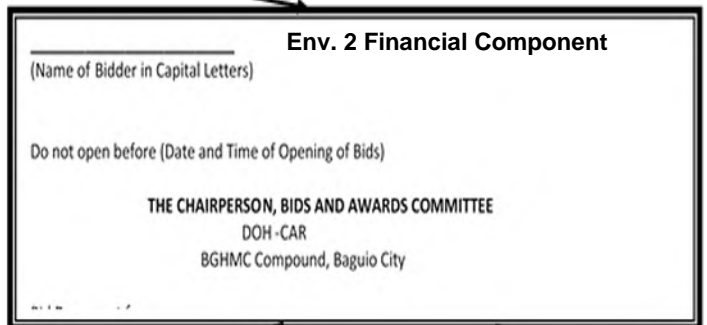 Env. 2 Financial Component
(Name of Bidder in Capital Letters)
Do not open before (Date and Time of Opening of Bids)
THE CHAIRPERSON, BIDS AND AWARDS COMMITTEE
DOH -CAR
BGHMC Compound, Baguio City